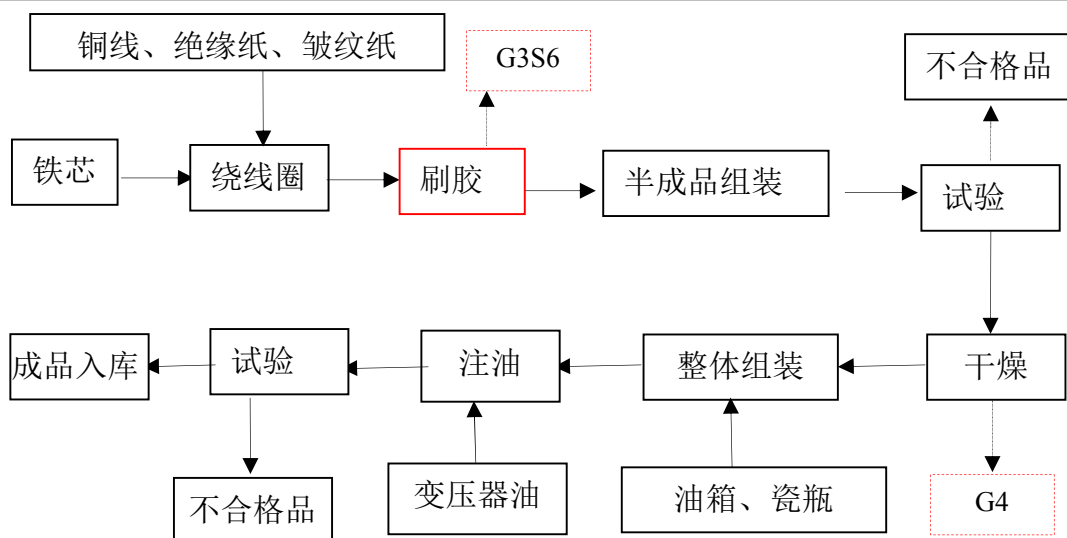 铜线、绝缘纸、皱纹纸
G3S6
不合格品
铁芯
绕线圈
刷胶
半成品组装
试验
成品入库
试验
注油
整体组装
干燥
不合格品
变压器油
油箱、瓷瓶
G4